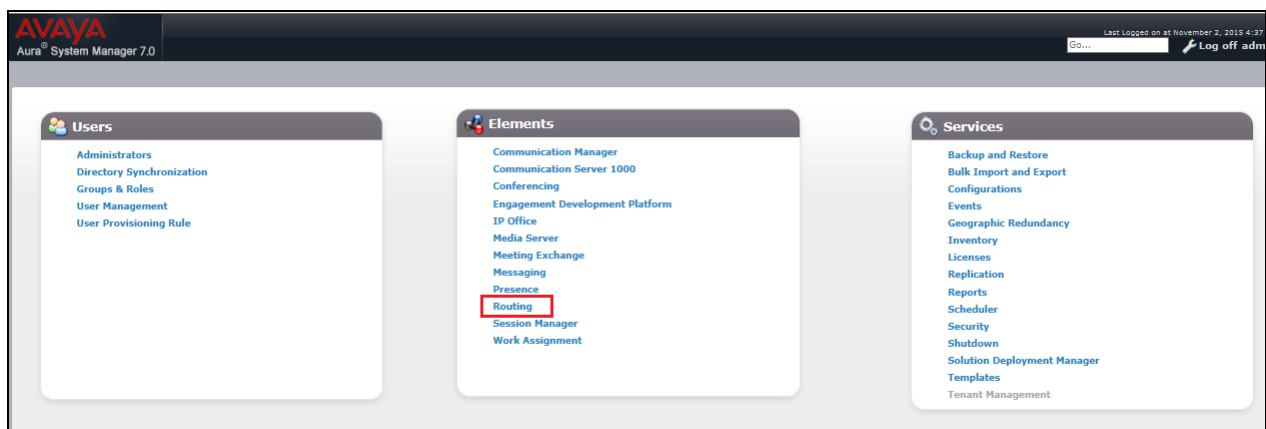 AVAYA
Aura® System Manager 7.0
Last Logged on at November 2, 2015 4:37
Go...
Log off adm
Users
Administrators
Directory Synchronization
Groups & Roles
User Management
User Provisioning Rule
Elements
Communication Manager
Communication Server 1000
Conferencing
Engagement Development Platform
IP Office
Media Server
Meeting Exchange
Messaging
Presence
Routing
Session Manager
Work Assignment
Services
Backup and Restore
Bulk Import and Export
Configurations
Events
Geographic Redundancy
Inventory
Licenses
Replication
Reports
Scheduler
Security
Shutdown
Solution Deployment Manager
Templates
Tenant Management